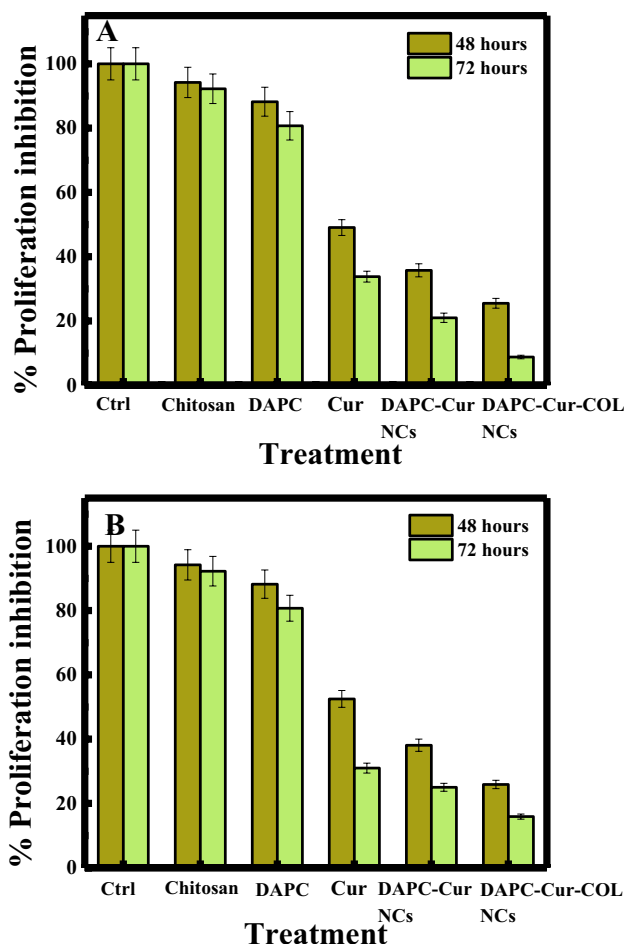 A
48 hours
72 hours
% Proliferation inhibition
100
80
60
40
20
0
Ctrl Chitosan DAPC Cur DAPC-Cur DAPC-Cur-COL
NCs NCs
Treatment
B
48 hours
72 hours
% Proliferation inhibition
100
80
60
40
20
0
Ctrl Chitosan DAPC Cur DAPC-Cur DAPC-Cur-COL
NCs NCs
Treatment